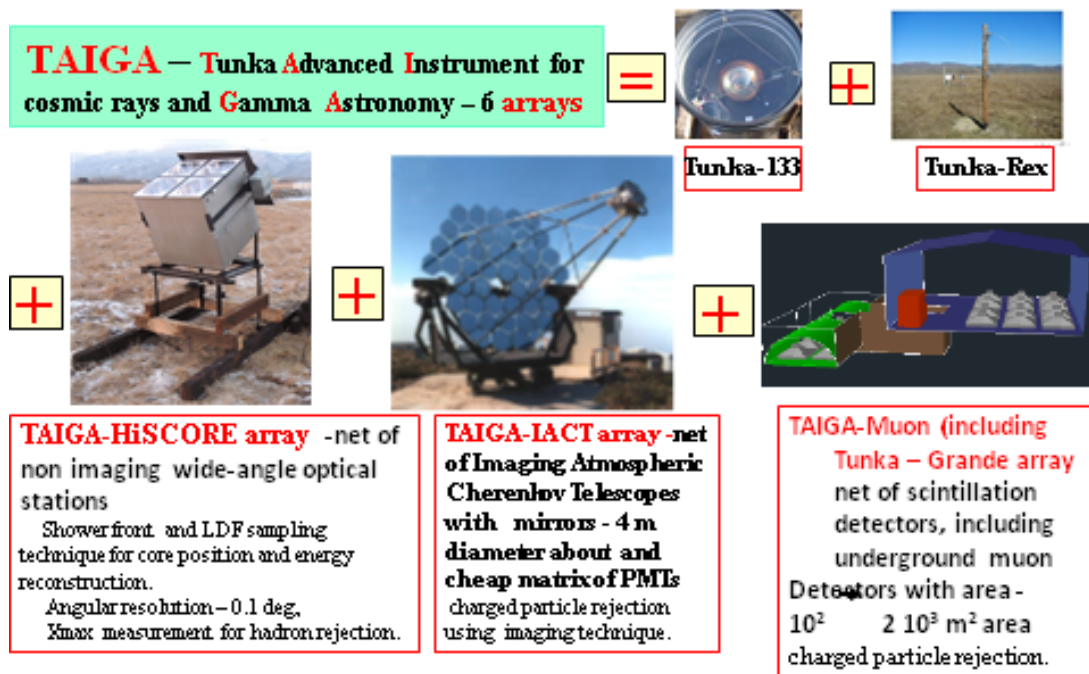 TAIGA – Tunka Advanced Instrument for
cosmic rays and Gamma Astronomy – 6 arrays
=
+
Tunka-133
Tunka-Rex
+
+
+
TAIGA-HiSCORE array -net of
non imaging wide-angle optical
stations
Showerfront and LDF sampling
technique for core position and energy
reconstruction.
Angular resolution – 0.1 deg,
Xmax measurement for hadron rejection.
TAIGA-IACT array -net
of Imaging Atmospheric
Cherenkov Telescopes
with mirrors - 4 m
diameter about and
cheap matrix of PMTs
charged particle rejection
using imaging technique.
TAIGA-Muon (including
Tunka – Grande array
net of scintillation
detectors, including
underground muon
Detectors with area -
10² → 2 10³ m² area
charged particle rejection.